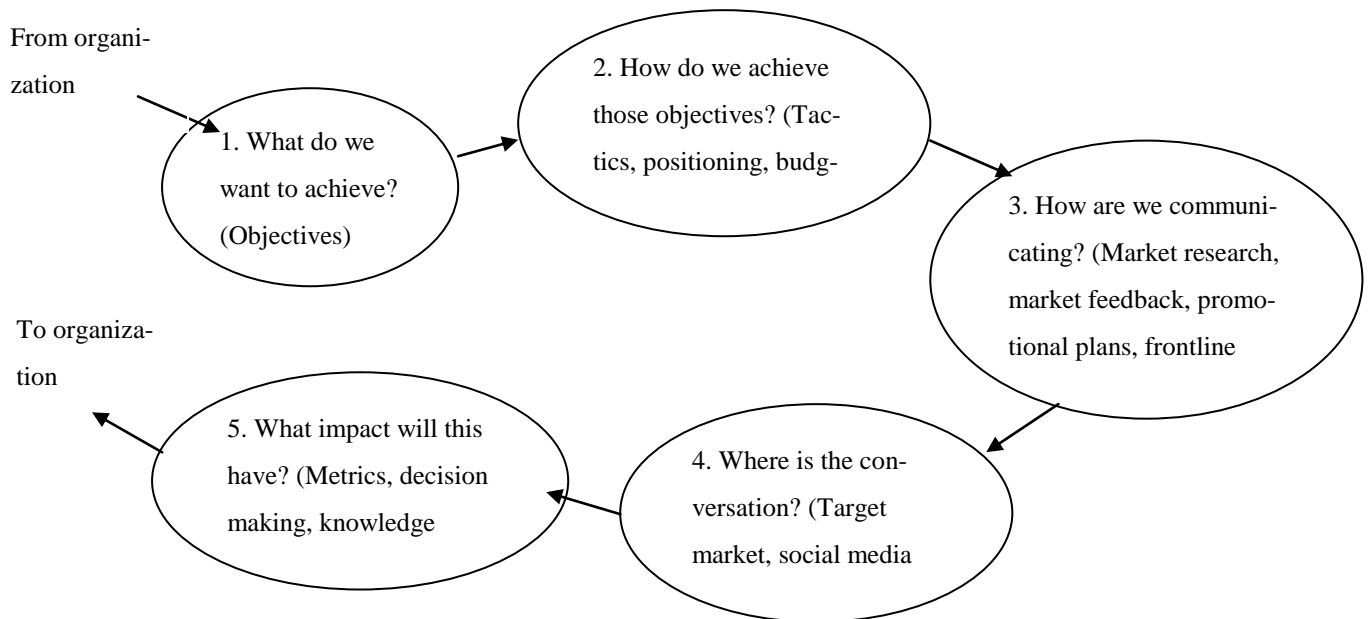 From organi-
zation
1. What do we
want to achieve?
(Objectives)
2. How do we achieve
those objectives? (Tac-
tics, positioning, budg-
3. How are we communi-
cating? (Market research,
market feedback, promo-
tional plans, frontline
4. Where is the con-
versation? (Target
market, social media
5. What impact will this
have? (Metrics, decision
making, knowledge
To organiza-
tion